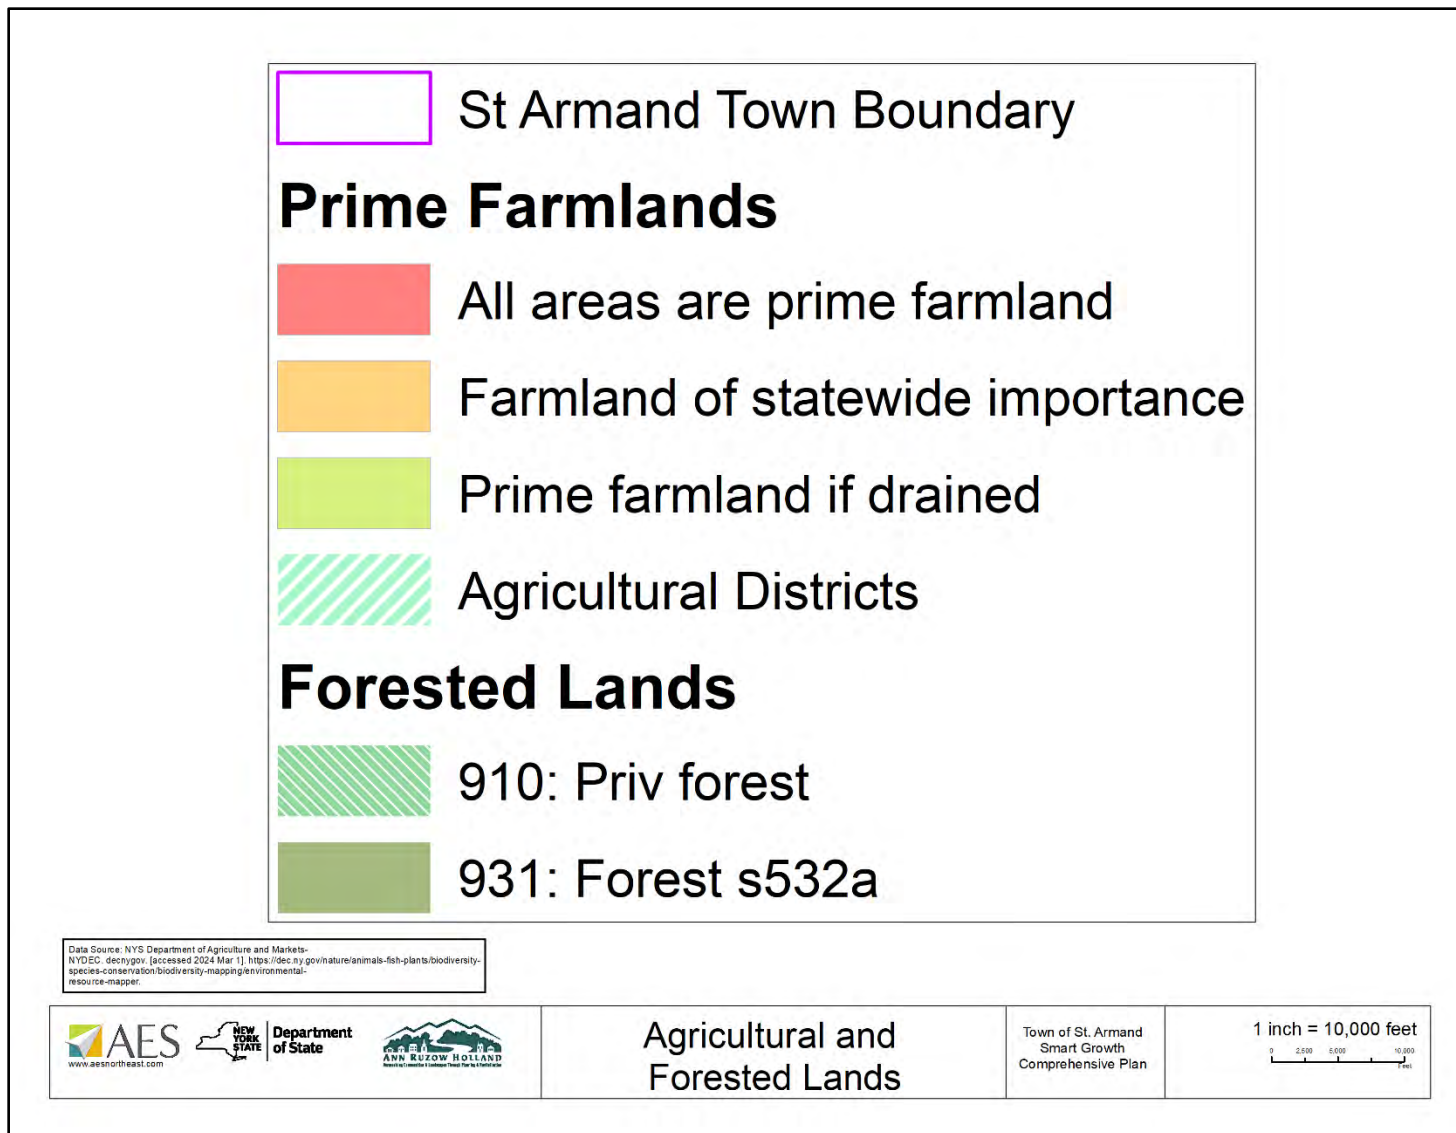 St Armand Town Boundary
Prime Farmlands
All areas are prime farmland
Farmland of statewide importance
Prime farmland if drained
Agricultural Districts
Forested Lands
910: Priv forest
931: Forest s532a
Data Source: NYS Department of Agriculture and Markets-
NYDEC. decnygov. [accessed 2024 Mar 1]. https://dec.ny.gov/nature/animals-fish-plants/biodiversity-
species-conservation/biodiversity-mapping/environmental-
resource-mapper.
AES
www.aesnortheast.com
NEW
YORK
STATE
Department
of State
ANN RUZOW HOLLAND
Agricultural and
Forested Lands
Town of St. Armand
Smart Growth
Comprehensive Plan
1 inch = 10,000 feet
0 2,500 5,000 10,000
Feet